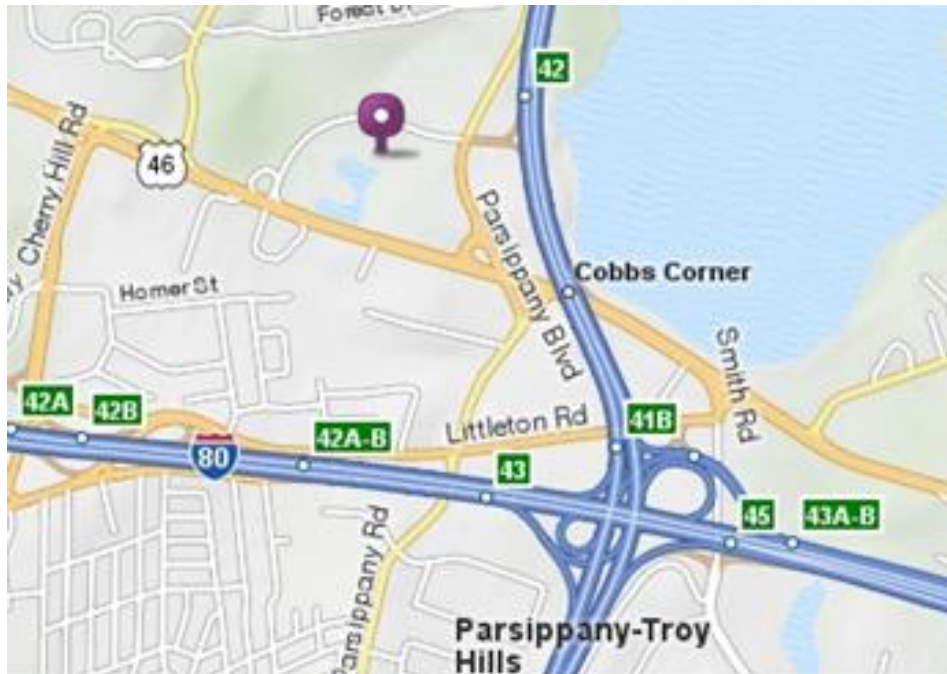 Forest Dr
42
Cherry Hill Rd
46
Parsippany Blvd
Cobbs Corner
Homer St
Smith Rd
42A
42B
42A-B
Littleton Rd
41B
80
43
45
43A-B
Parsippany Rd
Parsippany-Troy
Hills